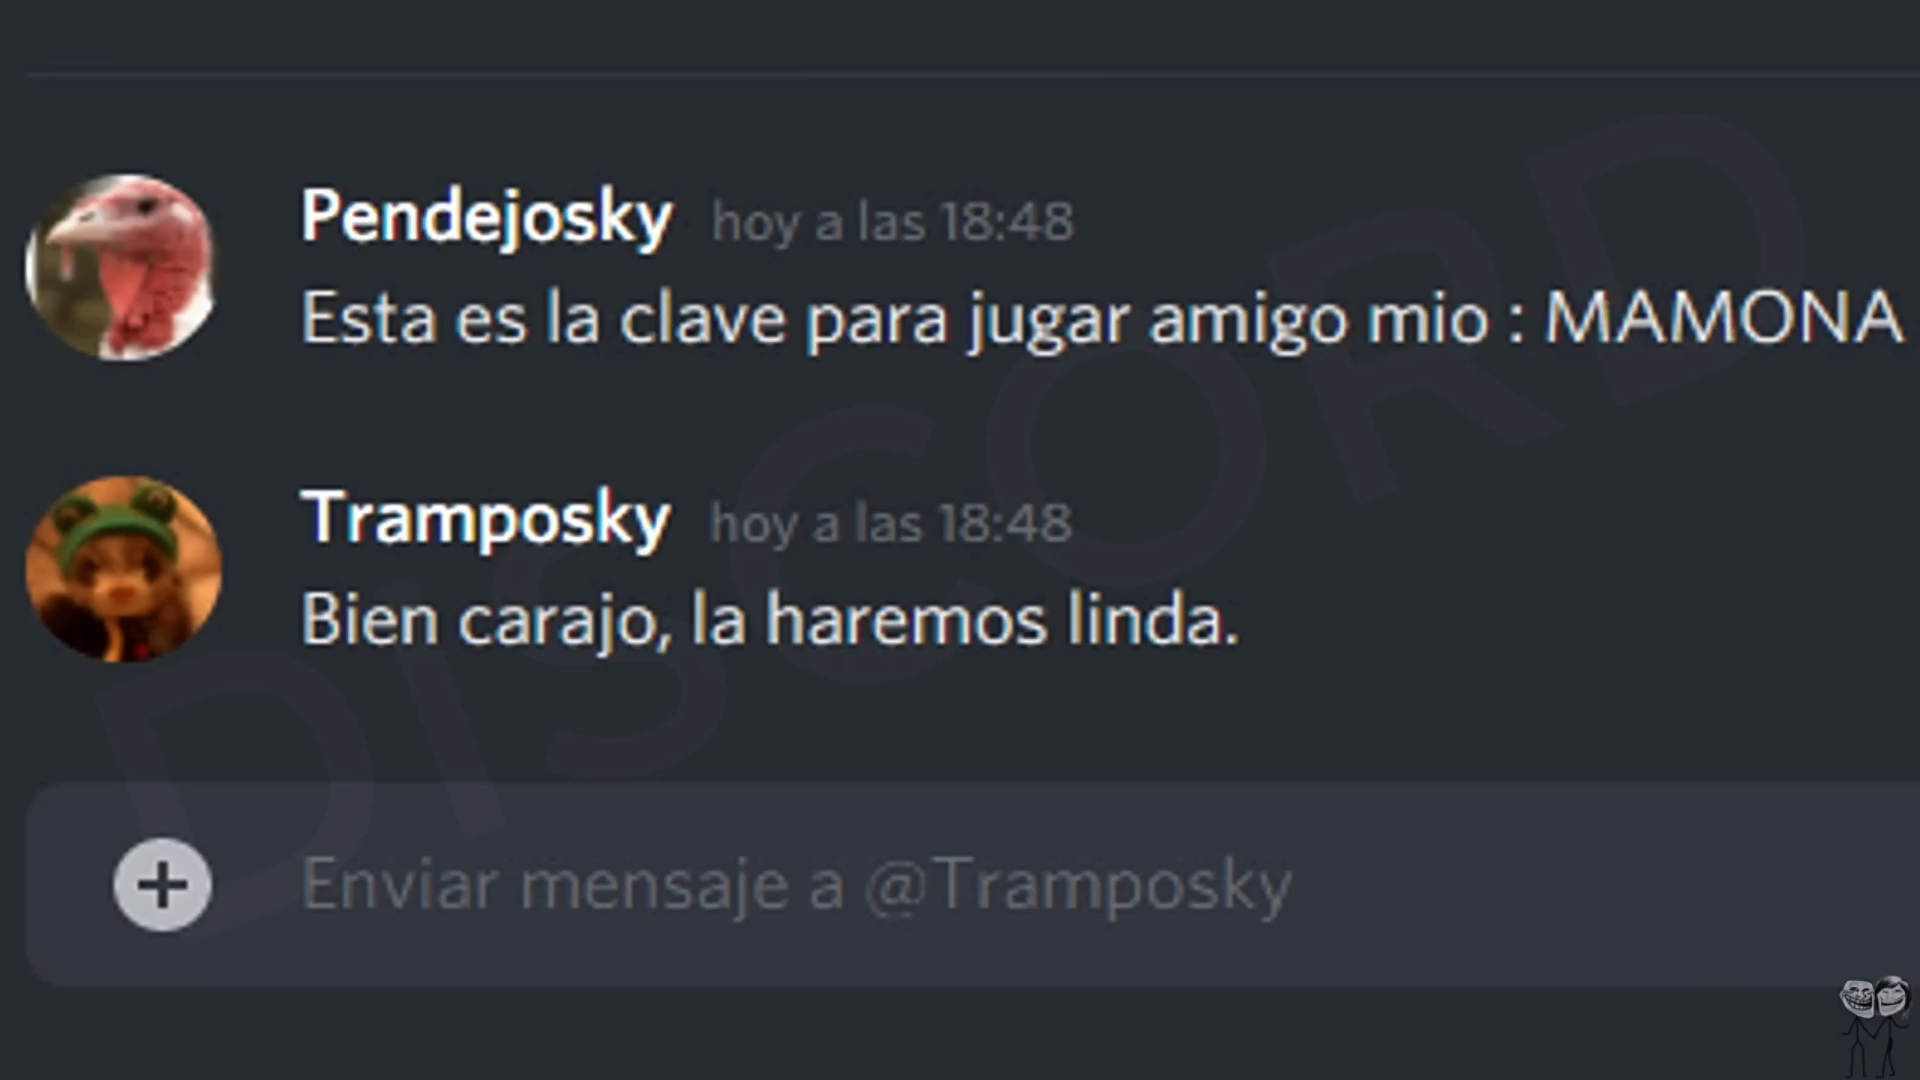 Pendejosky hoy a las 18:48
Esta es la clave para jugar amigo mio : MAMONA
Tramposky hoy a las 18:48
Bien carajo, la haremos linda.
Enviar mensaje a @Tramposky
DISCORD